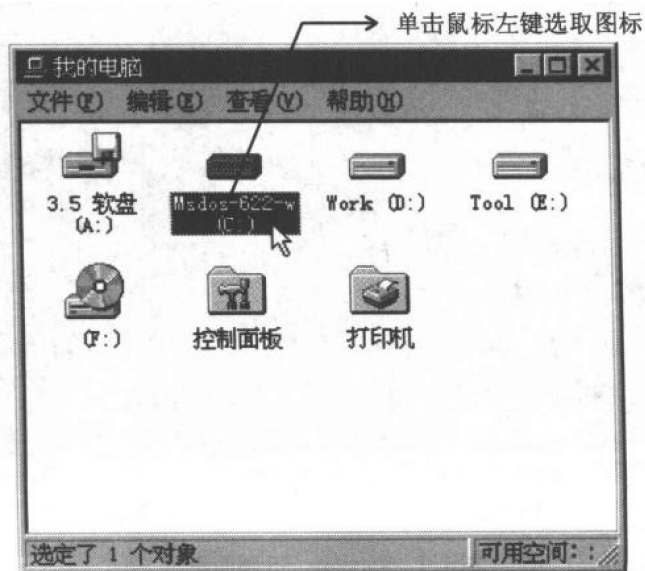 单击鼠标左键选取图标
我的电脑
文件(F) 编辑(E) 查看(V) 帮助(H)
3.5 软盘
(A:)
Msdos-622-w
(C:)
Work (D:)
Tool (E:)
(F:)
控制面板
打印机
选定了 1 个对象
可用空间: :